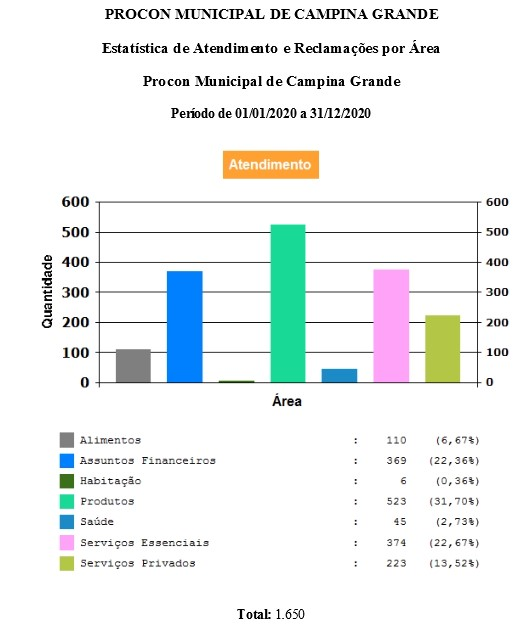 PROCON MUNICIPAL DE CAMPINA GRANDE
Estatística de Atendimento e Reclamações por Área
Procon Municipal de Campina Grande
Período de 01/01/2020 a 31/12/2020
Atendimento
600 600
500 500
400 400
300 300
200 200
100 100
0 0
Quantidade
Área
Alimentos : 110 (6,67%)
Assuntos Financeiros : 369 (22,36%)
Habitação : 6 (0,36%)
Produtos : 523 (31,70%)
Saúde : 45 (2,73%)
Serviços Essenciais : 374 (22,67%)
Serviços Privados : 223 (13,52%)
Total: 1.650